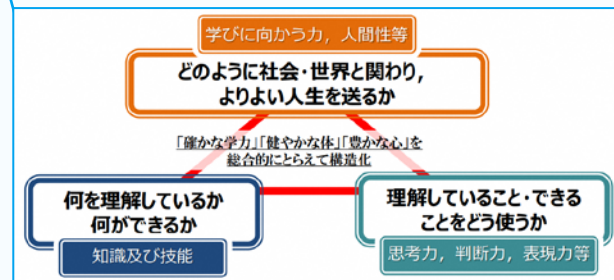 学びに向かう力，人間性等
どのように社会・世界と関わり，
よりよい人生を送るか
「確かな学力」「健やかな体」「豊かな心」を
総合的にとらえて構造化
何を理解しているか
何ができるか
知識及び技能
理解していること・できる
ことをどう使うか
思考力，判断力，表現力等